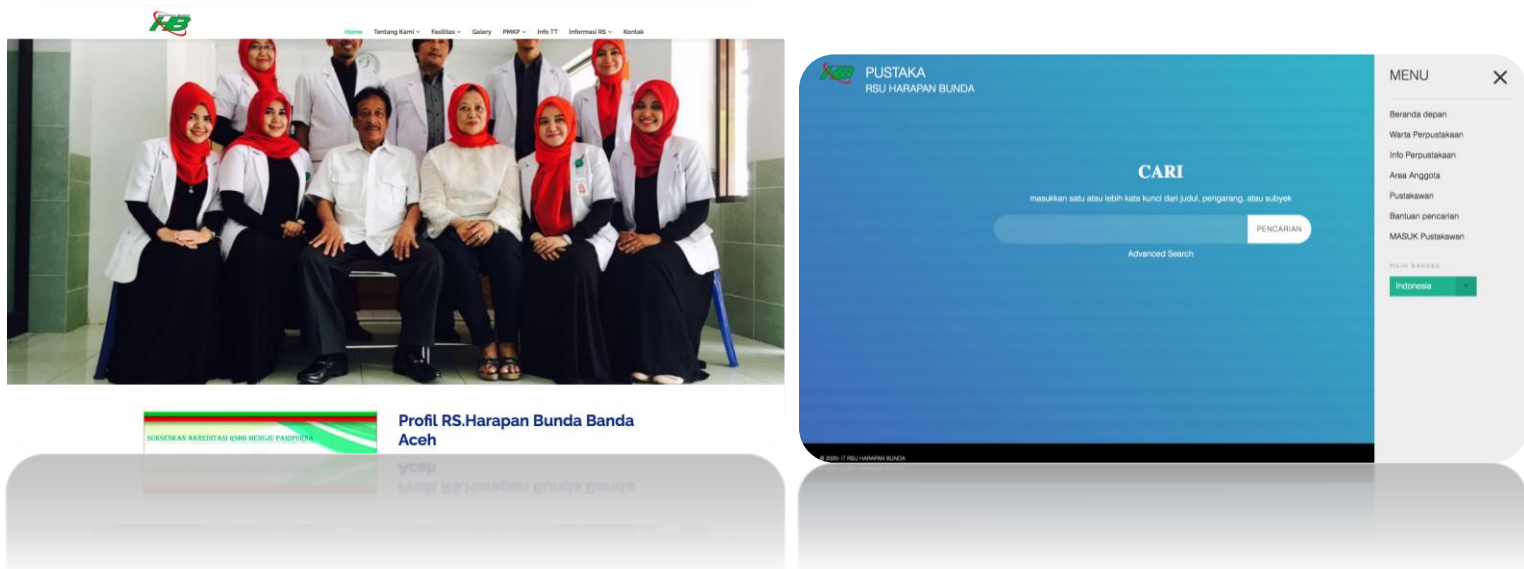 HB
Home Tentang Kami Fasilitas Galery PMKP Info TT Informasi RS Kontak
SUKSESKAN AKREDITASI RSHB MENUJU PARIPURNA
Profil RS.Harapan Bunda Banda
Aceh
HB
PUSTAKA
RSU HARAPAN BUNDA
CARI
masukkan satu atau lebih kata kunci dari judul, pengarang, atau subyek
PENCARIAN
Advanced Search
© 2020- IT RSU HARAPAN BUNDA
MENU
Beranda depan
Warta Perpustakaan
Info Perpustakaan
Area Anggota
Pustakawan
Bantuan pencarian
MASUK Pustakawan
PILIH BAHASA
Indonesia